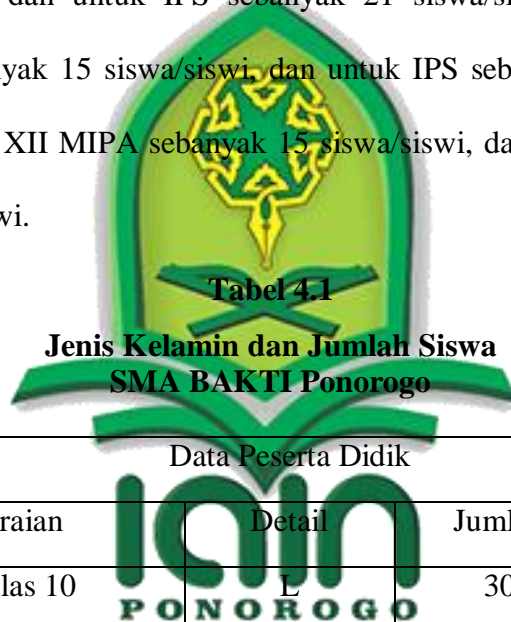 dan untuk IPS sebanyak 21 siswa/si
yak 15 siswa/siswi, dan untuk IPS seb
XII MIPA sebanyak 15 siswa/siswi, da
wi.
Tabel 4.1
Jenis Kelamin dan Jumlah Siswa
SMA BAKTI Ponorogo
Data Peserta Didik
raian Detail Juml
las 10 L 30
iain
PONOROGO